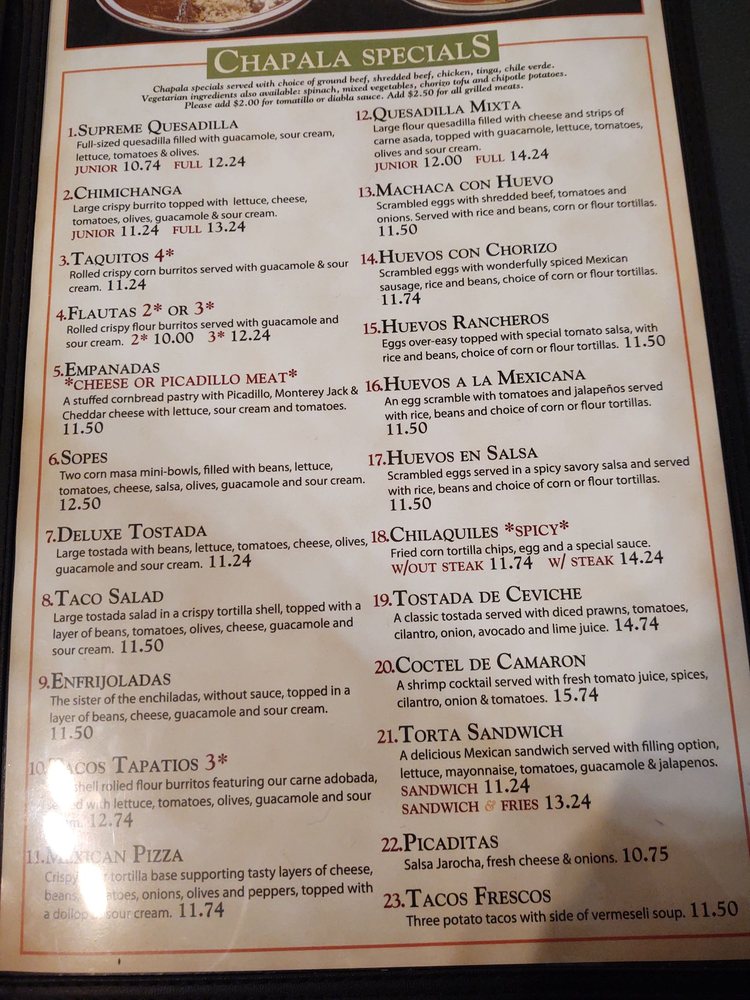 Chapala Specials
Chapala specials served with choice of ground beef, shredded beef, chicken, tinga, chile verde.
Vegetarian ingredients also available: spinach, mixed vegetables, chorizo tofu and chipotle potatoes.
Please add $2.00 for tomatillo or diabla sauce. Add $2.50 for all grilled meats.
1.Supreme Quesadilla
Full-sized quesadilla filled with guacamole, sour cream,
lettuce, tomatoes & olives.
junior 10.74 full 12.24
2.Chimichanga
Large crispy burrito topped with lettuce, cheese,
tomatoes, olives, guacamole & sour cream.
junior 11.24 full 13.24
3.Taquitos 4*
Rolled crispy corn burritos served with guacamole & sour
cream. 11.24
4.Flautas 2* or 3*
Rolled crispy flour burritos served with guacamole and
sour cream. 2* 10.00 3* 12.24
5.Empanadas
*cheese or picadillo meat*
A stuffed cornbread pastry with Picadillo, Monterey Jack &
Cheddar cheese with lettuce, sour cream and tomatoes.
11.50
6.Sopes
Two corn masa mini-bowls, filled with beans, lettuce,
tomatoes, cheese, salsa, olives, guacamole and sour cream.
12.50
7.Deluxe Tostada
Large tostada with beans, lettuce, tomatoes, cheese, olives,
guacamole and sour cream. 11.24
8.Taco Salad
Large tostada salad in a crispy tortilla shell, topped with a
layer of beans, tomatoes, olives, cheese, guacamole and
sour cream. 11.50
9.Enfrijoladas
The sister of the enchiladas, without sauce, topped in a
layer of beans, cheese, guacamole and sour cream.
11.50
10.Tacos Tapatios 3*
shell rolled flour burritos featuring our carne adobada,
served with lettuce, tomatoes, olives, guacamole and sour
12.74
11.Mexican Pizza
Crispy tortilla base supporting tasty layers of cheese,
beans, tomatoes, onions, olives and peppers, topped with
a dollop of sour cream. 11.74
12.Quesadilla Mixta
Large flour quesadilla filled with cheese and strips of
carne asada, topped with guacamole, lettuce, tomatoes,
olives and sour cream.
junior 12.00 full 14.24
13.Machaca con Huevo
Scrambled eggs with shredded beef, tomatoes and
onions. Served with rice and beans, corn or flour tortillas.
11.50
14.Huevos con Chorizo
Scrambled eggs with wonderfully spiced Mexican
sausage, rice and beans, choice of corn or flour tortillas.
11.74
15.Huevos Rancheros
Eggs over-easy topped with special tomato salsa, with
rice and beans, choice of corn or flour tortillas. 11.50
16.Huevos a la Mexicana
An egg scramble with tomatoes and jalapeños served
with rice, beans and choice of corn or flour tortillas.
11.50
17.Huevos en Salsa
Scrambled eggs served in a spicy savory salsa and served
with rice, beans and choice of corn or flour tortillas.
11.50
18.Chilaquiles *spicy*
Fried corn tortilla chips, egg and a special sauce.
w/out steak 11.74 w/ steak 14.24
19.Tostada de Ceviche
A classic tostada served with diced prawns, tomatoes,
cilantro, onion, avocado and lime juice. 14.74
20.Coctel de Camaron
A shrimp cocktail served with fresh tomato juice, spices,
cilantro, onion & tomatoes. 15.74
21.Torta Sandwich
A delicious Mexican sandwich served with filling option,
lettuce, mayonnaise, tomatoes, guacamole & jalapenos.
sandwich 11.24
sandwich & fries 13.24
22.Picaditas
Salsa Jarocha, fresh cheese & onions. 10.75
23.Tacos Frescos
Three potato tacos with side of vermeseli soup. 11.50